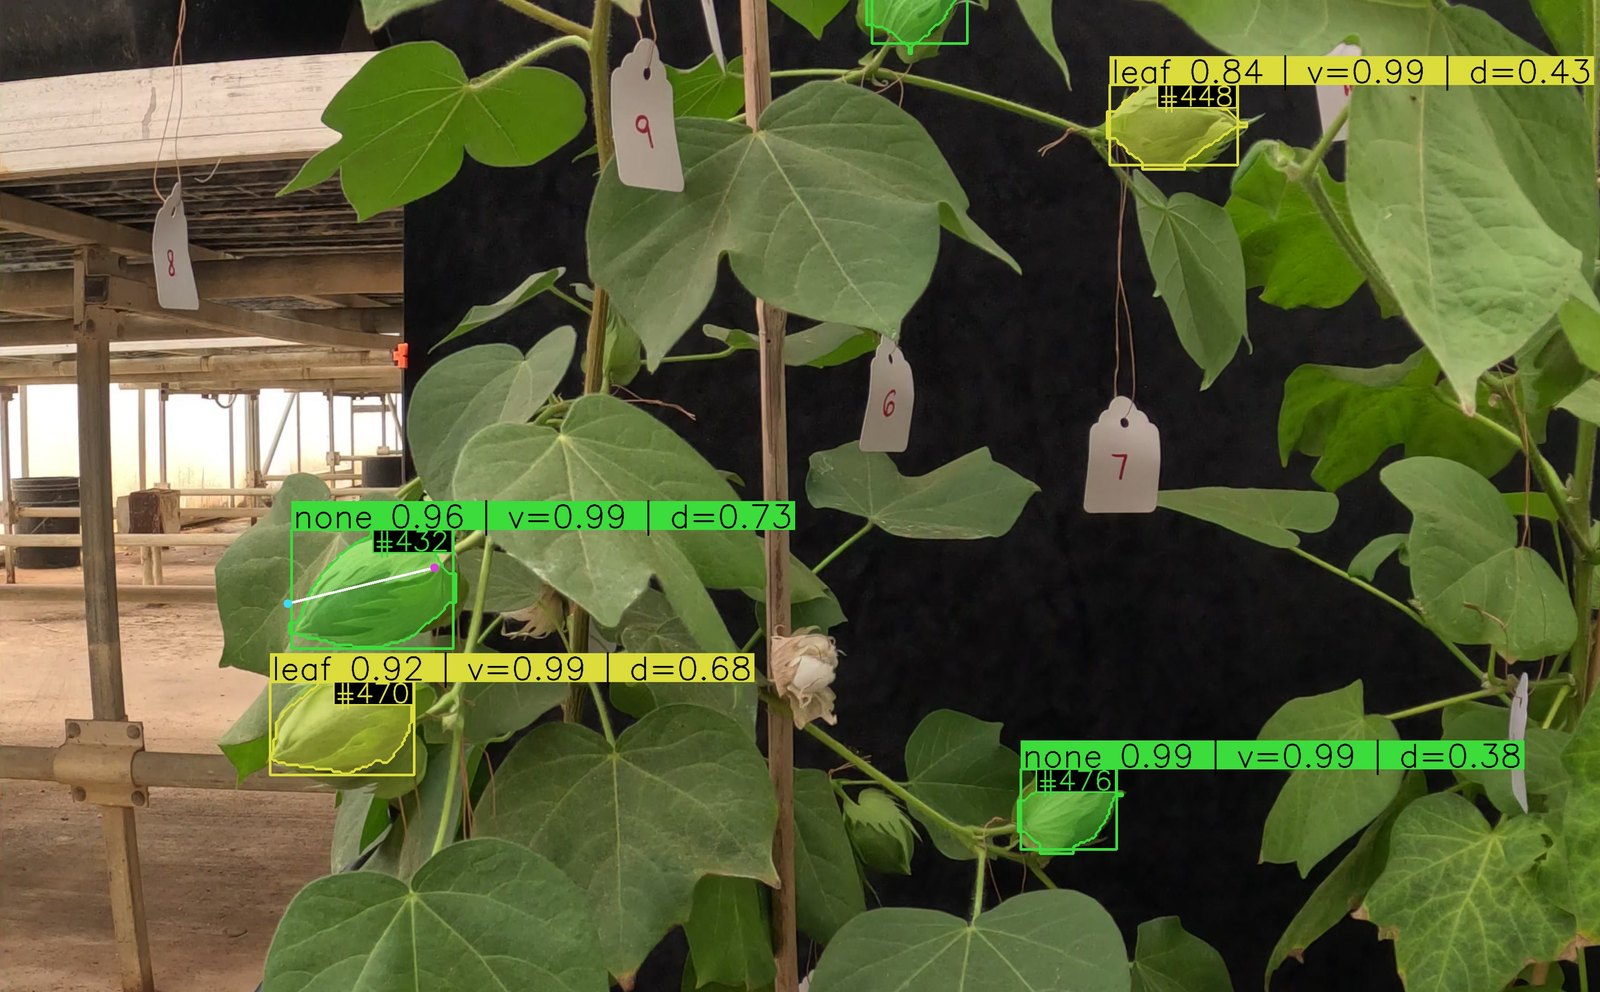 leaf 0.84 | v=0.99 | d=0.43
#448
9
8
6
7
none 0.96 | v=0.99 | d=0.73
#432
leaf 0.92 | v=0.99 | d=0.68
#470
none 0.99 | v=0.99 | d=0.38
#476